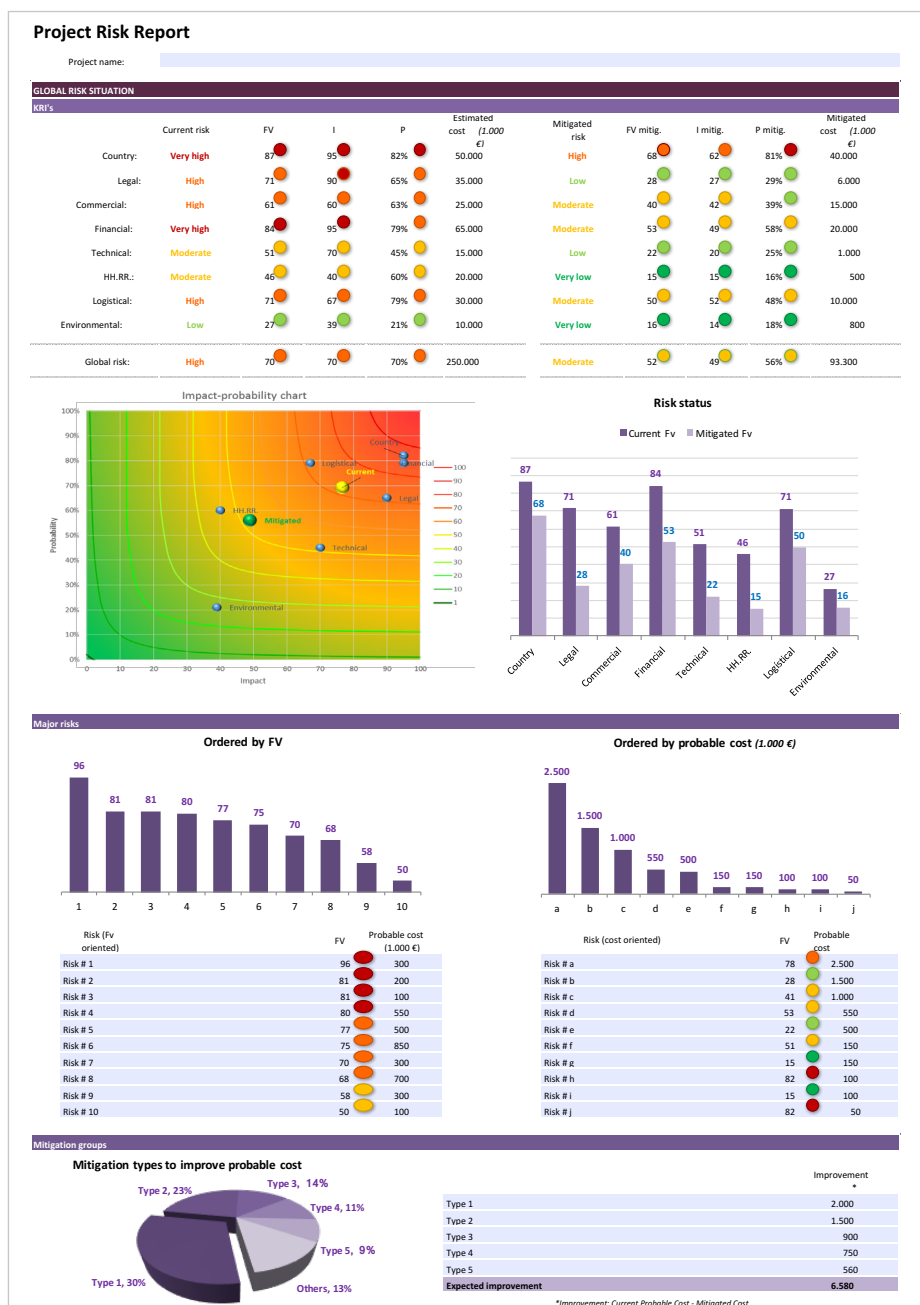 Project Risk Report
Project name:
GLOBAL RISK SITUATION
KRI's
Current risk FV I P Estimated cost (1.000 €) Mitigated risk FV mitig. I mitig. P mitig. Mitigated cost (1.000 €)
Country: Very high 87 95 82% 50.000 High 68 62 81% 40.000
Legal: High 71 90 65% 35.000 Low 28 27 29% 6.000
Commercial: High 61 60 63% 25.000 Moderate 40 42 39% 15.000
Financial: Very high 84 95 79% 65.000 Moderate 53 49 58% 20.000
Technical: Moderate 51 70 45% 15.000 Low 22 20 25% 1.000
HH.RR.: Moderate 46 40 60% 20.000 Very low 15 15 16% 500
Logistical: High 71 67 79% 30.000 Moderate 50 52 48% 10.000
Environmental: Low 27 39 21% 10.000 Very low 16 14 18% 800
Global risk: High 70 70 70% 250.000 Moderate 52 49 56% 93.300
Impact-probability chart
100%
90%
80%
70%
60%
50%
40%
30%
20%
10%
0%
Probability
0 10 20 30 40 50 60 70 80 90 100
Impact
Country
Logistical
Current
Legal
HH.RR.
Mitigated
Technical
Environmental
100
90
80
70
60
50
40
30
20
10
1
Risk status
Current Fv Mitigated Fv
87 68 71 28 61 40 84 53 51 22 46 15 71 50 27 16
Country Legal Commercial Financial Technical HH.RR. Logistical Environmental
Major risks
Ordered by FV
96 81 81 80 77 75 70 68 58 50
1 2 3 4 5 6 7 8 9 10
Risk (Fv oriented) FV Probable cost (1.000 €)
Risk # 1 96 300
Risk # 2 81 200
Risk # 3 81 100
Risk # 4 80 550
Risk # 5 77 500
Risk # 6 75 850
Risk # 7 70 300
Risk # 8 68 700
Risk # 9 58 300
Risk # 10 50 100
Ordered by probable cost (1.000 €)
2.500 1.500 1.000 550 500 150 150 100 100 50
a b c d e f g h i j
Risk (cost oriented) FV Probable cost
Risk # a 78 2.500
Risk # b 28 1.500
Risk # c 41 1.000
Risk # d 53 550
Risk # e 22 500
Risk # f 51 150
Risk # g 15 150
Risk # h 82 100
Risk # i 15 100
Risk # j 82 50
Mitigation groups
Mitigation types to improve probable cost
Type 1, 30%
Type 2, 23%
Type 3, 14%
Type 4, 11%
Type 5, 9%
Others, 13%
Improvement *
Type 1 2.000
Type 2 1.500
Type 3 900
Type 4 750
Type 5 560
Expected improvement 6.580
*Improvement: Current Probable Cost - Mitigated Cost